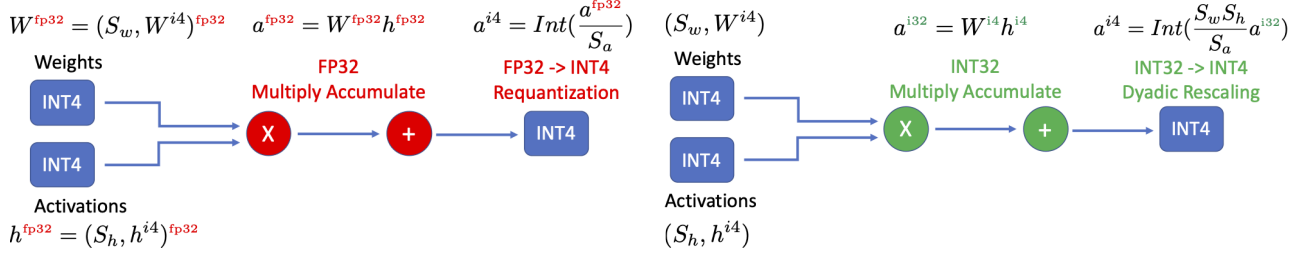 W^fp32 = (S_w, W^i4)^fp32
a^fp32 = W^fp32 h^fp32
a^i4 = Int(a^fp32 / S_a)
Weights
INT4
FP32
Multiply Accumulate
FP32 -> INT4
Requantization
X
+
INT4
INT4
Activations
h^fp32 = (S_h, h^i4)^fp32
(S_w, W^i4)
a^i32 = W^i4 h^i4
a^i4 = Int(S_w S_h / S_a a^i32)
Weights
INT4
INT32
Multiply Accumulate
INT32 -> INT4
Dyadic Rescaling
X
+
INT4
INT4
Activations
(S_h, h^i4)